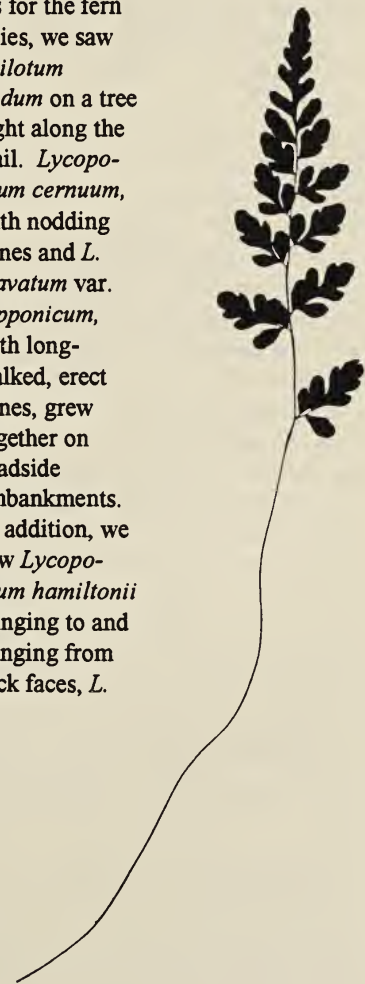 s for the fern
ies, we saw
ilotum
dum on a tree
ght along the
ail. Lycopo-
um cernuum,
th nodding
nes and L.
avatum var.
pponicum,
th long-
alked, erect
nes, grew
gether on
adside
nbankments.
addition, we
w Lycopo-
um hamiltonii
nging to and
nging from
ck faces, L.